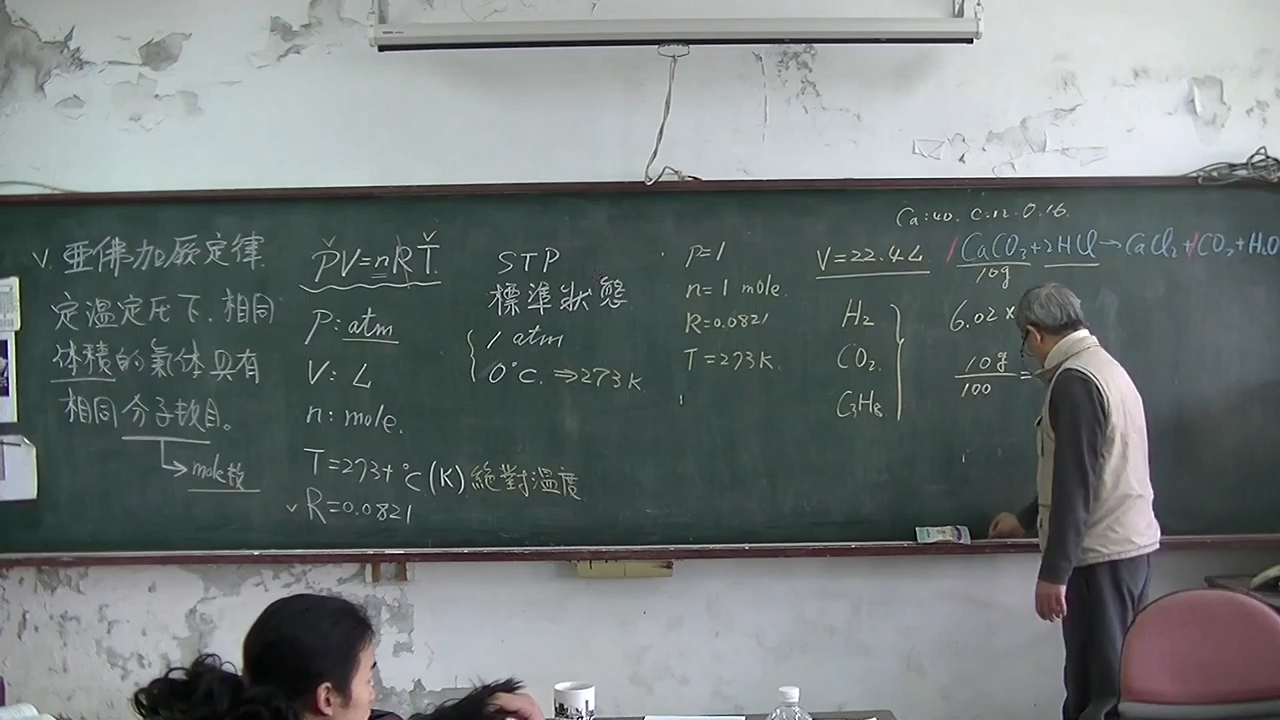 V. 亞佛加厥定律
定溫定圧下. 相同
体積的氣体具有
相同分子数目。
mole数
PV=nRT
P: atm
V: L
n: mole.
T=273+°C (K) 絕對溫度
R=0.0821
STP
標準狀態
1 atm
0°C. ⇒273K
P=1
n=1 mole.
R=0.0821
T=273K.
V=22.4L
H₂
CO₂.
C₃H₈
Ca:40. C:12. O.16.
CaCO₃+2HCl→CaCl₂+CO₂+H₂O
10g
6.02×
10g
100
=